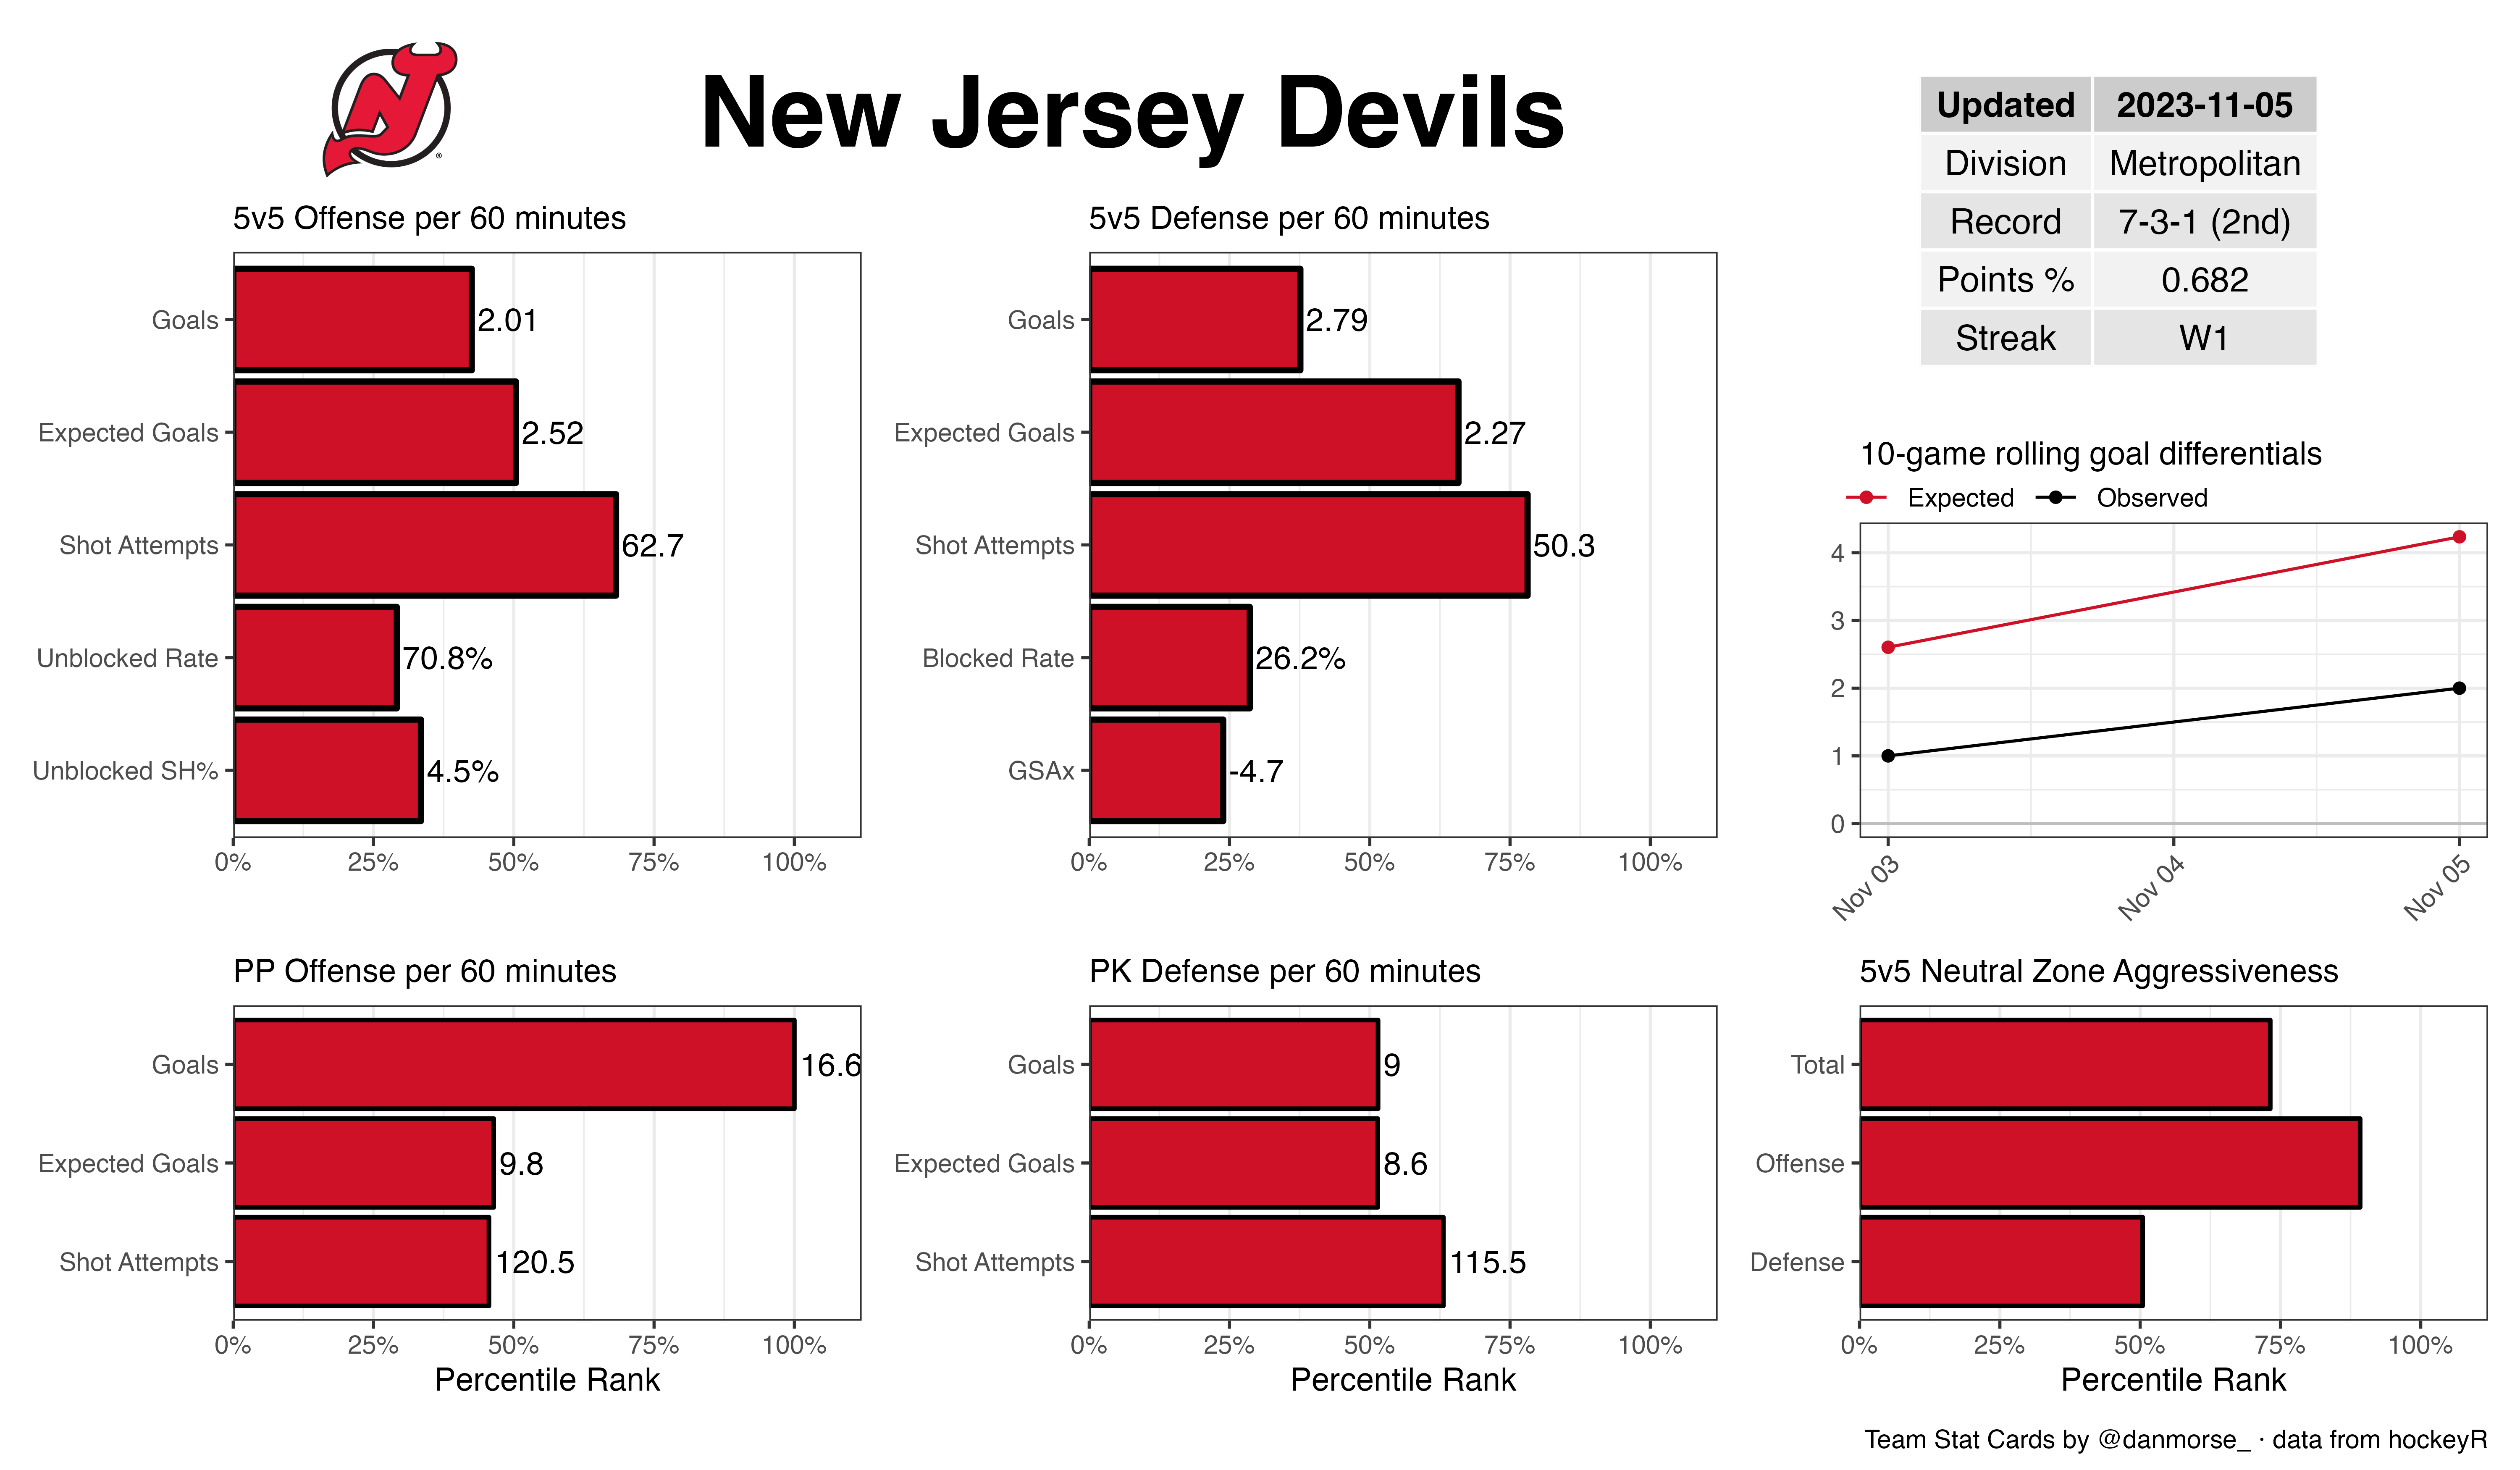 New Jersey Devils
Updated 2023-11-05
Division Metropolitan
Record 7-3-1 (2nd)
Points % 0.682
Streak W1
5v5 Offense per 60 minutes
Goals 2.01
Expected Goals 2.52
Shot Attempts 62.7
Unblocked Rate 70.8%
Unblocked SH% 4.5%
0% 25% 50% 75% 100%
5v5 Defense per 60 minutes
Goals 2.79
Expected Goals 2.27
Shot Attempts 50.3
Blocked Rate 26.2%
GSAx -4.7
0% 25% 50% 75% 100%
10-game rolling goal differentials
Expected Observed
4
3
2
1
0
Nov 03 Nov 04 Nov 05
PP Offense per 60 minutes
Goals 16.6
Expected Goals 9.8
Shot Attempts 120.5
0% 25% 50% 75% 100%
Percentile Rank
PK Defense per 60 minutes
Goals 9
Expected Goals 8.6
Shot Attempts 115.5
0% 25% 50% 75% 100%
Percentile Rank
5v5 Neutral Zone Aggressiveness
Total
Offense
Defense
0% 25% 50% 75% 100%
Percentile Rank
Team Stat Cards by @danmorse_ · data from hockeyR